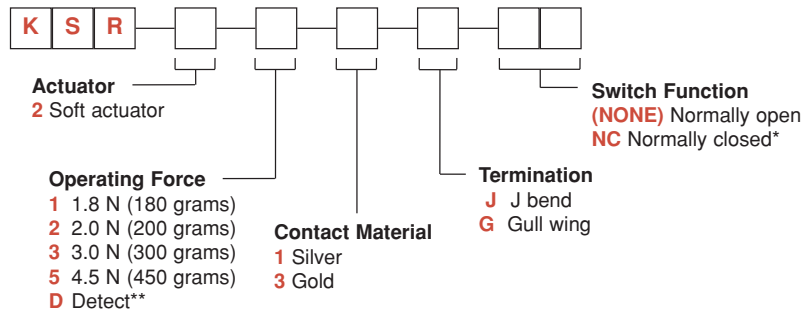 K S R
Actuator
2 Soft actuator
Switch Function
(NONE) Normally open
NC Normally closed*
Operating Force
1 1.8 N (180 grams)
2 2.0 N (200 grams)
3 3.0 N (300 grams)
5 4.5 N (450 grams)
D Detect**
Contact Material
1 Silver
3 Gold
Termination
J J bend
G Gull wing